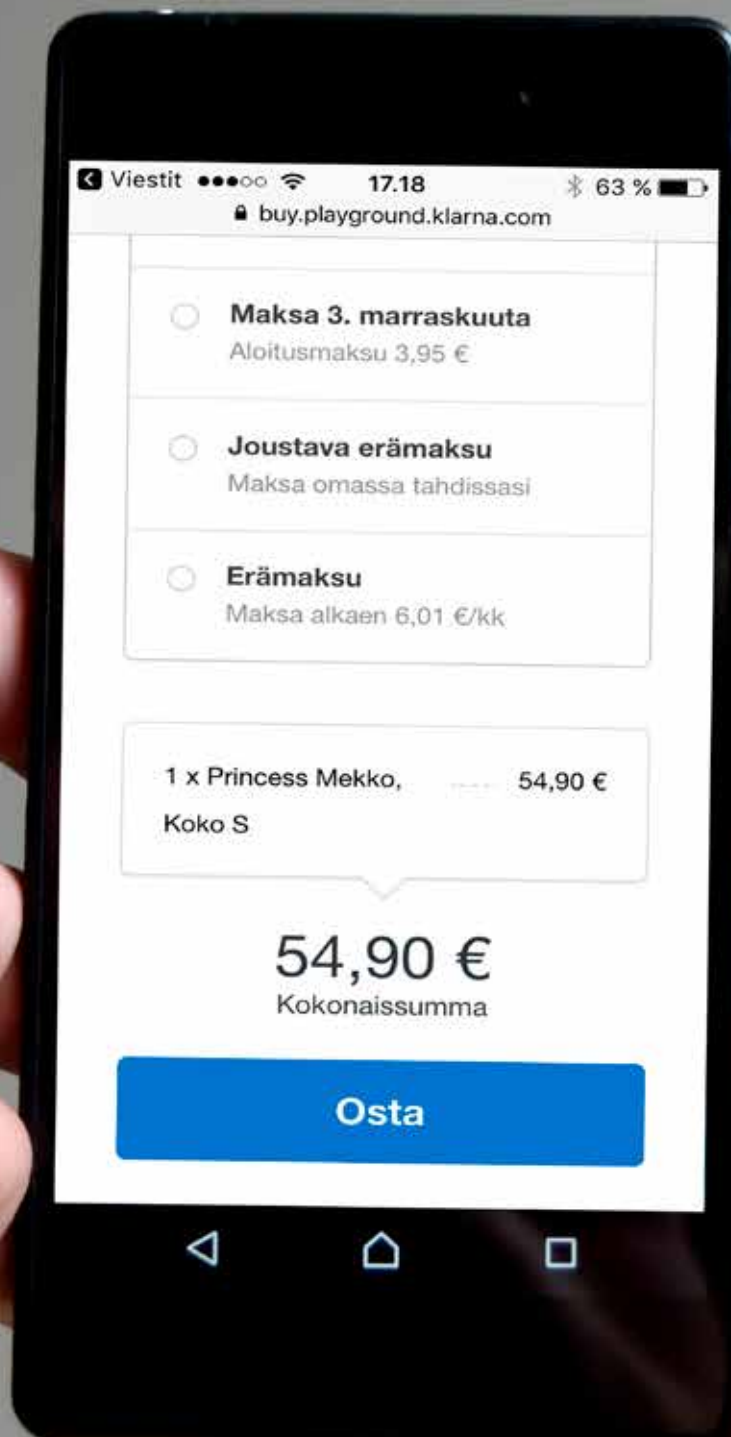 Viestit 17.18 63 %
buy.playground.klarna.com
Maksa 3. marraskuuta
Aloitusmaksu 3,95 €
Joustava erämaksu
Maksa omassa tahdissasi
Erämaksu
Maksa alkaen 6,01 €/kk
1 x Princess Mekko, 54,90 €
Koko S
54,90 €
Kokonaissumma
Osta